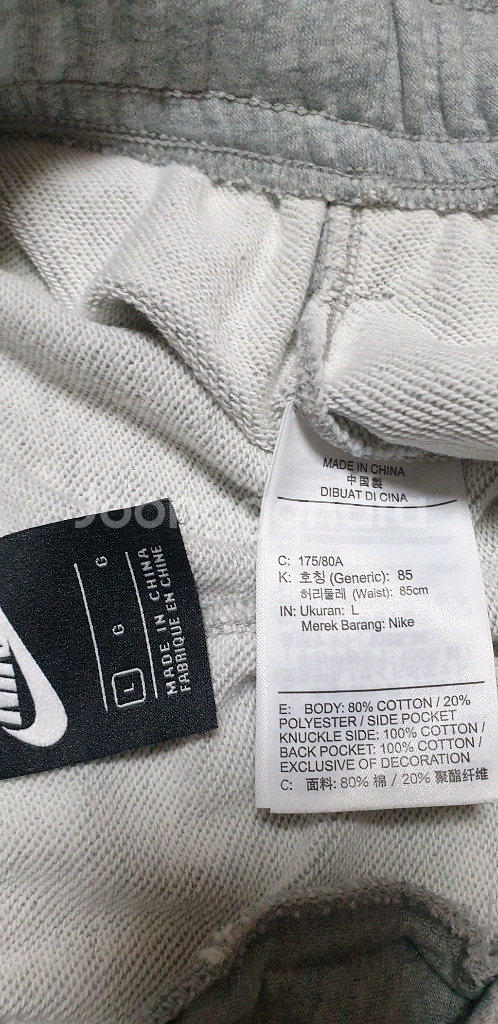 MADE IN CHINA
中国製
DIBUAT DI CINA
C: 175/80A
K: 호칭 (Generic): 85
허리둘레 (Waist): 85cm
IN: Ukuran: L
Merek Barang: Nike
E: BODY: 80% COTTON / 20%
POLYESTER / SIDE POCKET
KNUCKLE SIDE: 100% COTTON /
BACK POCKET: 100% COTTON /
EXCLUSIVE OF DECORATION
C: 面料: 80% 棉 / 20% 聚酯纤维
L G G
MADE IN CHINA
FABRIQUE EN CHINE